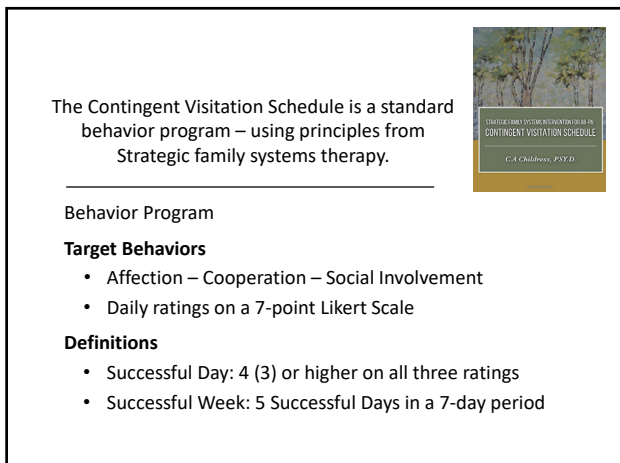 The Contingent Visitation Schedule is a standard
behavior program – using principles from
Strategic family systems therapy.
STRATEGIC FAMILY SYSTEMS INTERVENTION FOR AB-PA:
CONTINGENT VISITATION SCHEDULE
C.A Childress, PSY.D.
Behavior Program
Target Behaviors
• Affection – Cooperation – Social Involvement
• Daily ratings on a 7-point Likert Scale
Definitions
• Successful Day: 4 (3) or higher on all three ratings
• Successful Week: 5 Successful Days in a 7-day period